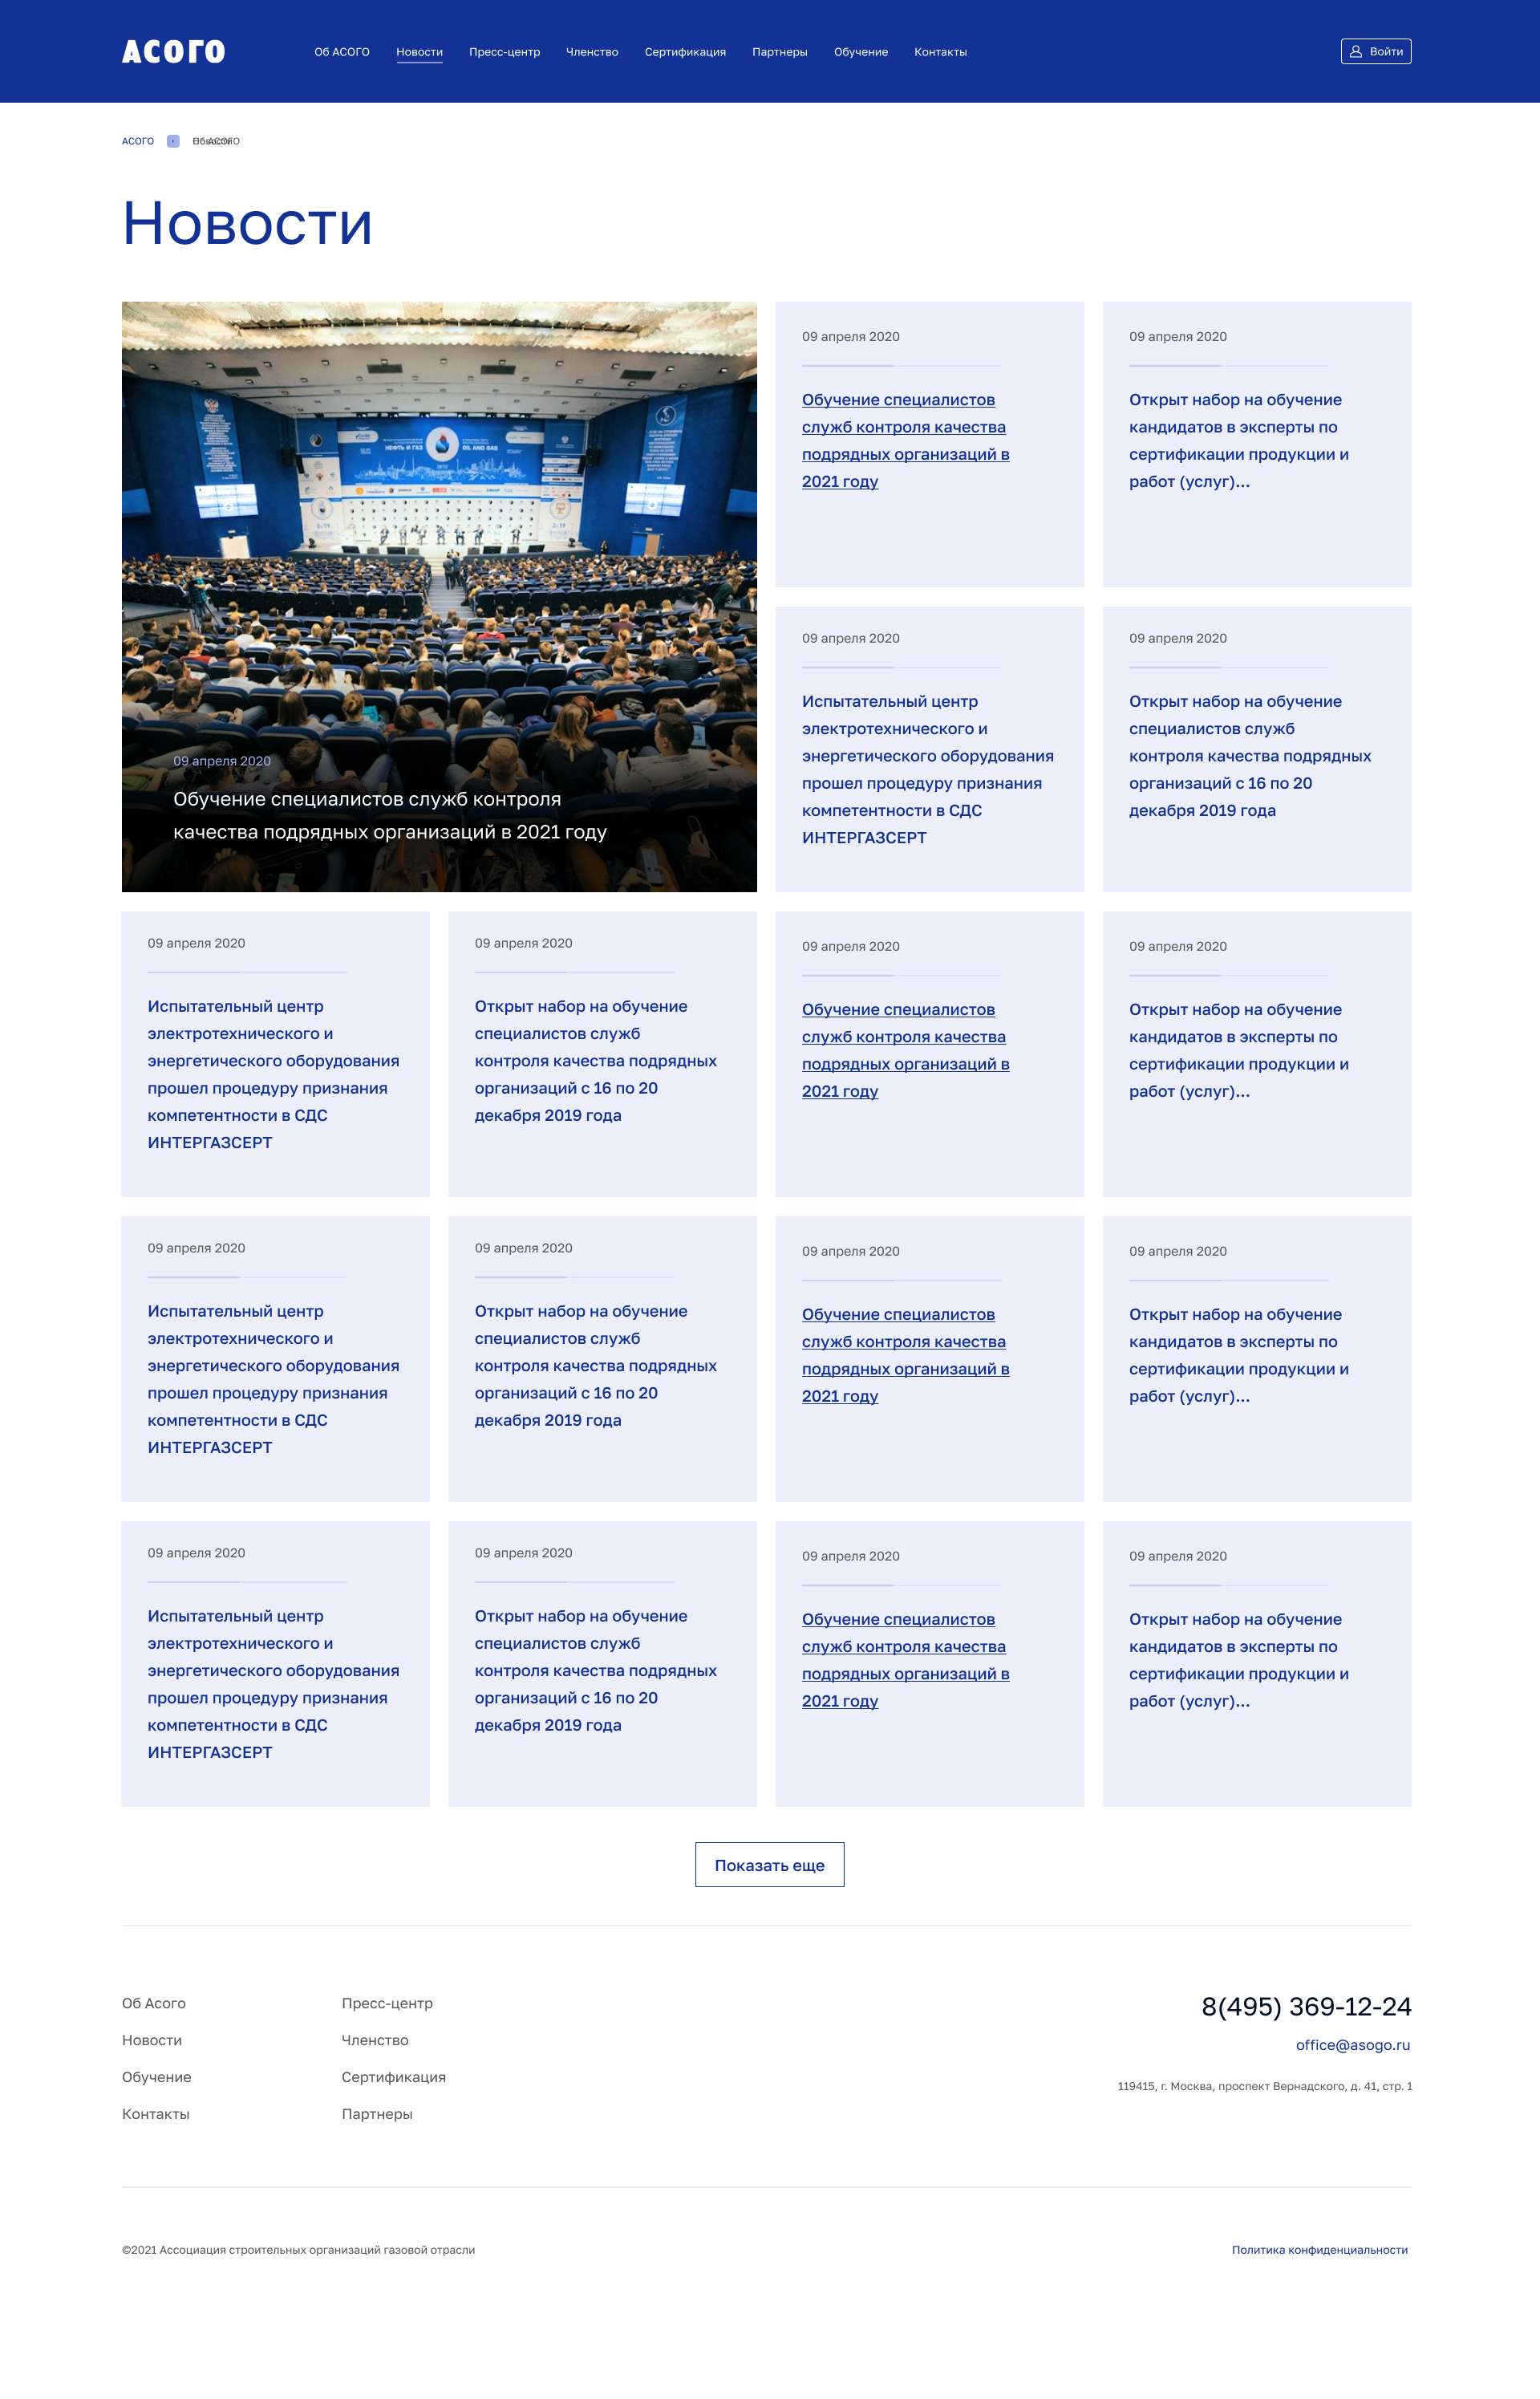 АСОГО
Об АСОГО
Новости
Пресс-центр
Членство
Сертификация
Партнеры
Обучение
Контакты
Войти
АСОГО
Новости
09 апреля 2020
Обучение специалистов служб контроля
качества подрядных организаций в 2021 году
НЕФТЬ И ГАЗ
OIL AND GAS
09 апреля 2020
Обучение специалистов
служб контроля качества
подрядных организаций в
2021 году
09 апреля 2020
Открыт набор на обучение
кандидатов в эксперты по
сертификации продукции и
работ (услуг)...
09 апреля 2020
Испытательный центр
электротехнического и
энергетического оборудования
прошел процедуру признания
компетентности в СДС
ИНТЕРГАЗСЕРТ
09 апреля 2020
Открыт набор на обучение
специалистов служб
контроля качества подрядных
организаций с 16 по 20
декабря 2019 года
09 апреля 2020
Испытательный центр
электротехнического и
энергетического оборудования
прошел процедуру признания
компетентности в СДС
ИНТЕРГАЗСЕРТ
09 апреля 2020
Открыт набор на обучение
специалистов служб
контроля качества подрядных
организаций с 16 по 20
декабря 2019 года
09 апреля 2020
Обучение специалистов
служб контроля качества
подрядных организаций в
2021 году
09 апреля 2020
Открыт набор на обучение
кандидатов в эксперты по
сертификации продукции и
работ (услуг)...
09 апреля 2020
Испытательный центр
электротехнического и
энергетического оборудования
прошел процедуру признания
компетентности в СДС
ИНТЕРГАЗСЕРТ
09 апреля 2020
Открыт набор на обучение
специалистов служб
контроля качества подрядных
организаций с 16 по 20
декабря 2019 года
09 апреля 2020
Обучение специалистов
служб контроля качества
подрядных организаций в
2021 году
09 апреля 2020
Открыт набор на обучение
кандидатов в эксперты по
сертификации продукции и
работ (услуг)...
09 апреля 2020
Испытательный центр
электротехнического и
энергетического оборудования
прошел процедуру признания
компетентности в СДС
ИНТЕРГАЗСЕРТ
09 апреля 2020
Открыт набор на обучение
специалистов служб
контроля качества подрядных
организаций с 16 по 20
декабря 2019 года
09 апреля 2020
Обучение специалистов
служб контроля качества
подрядных организаций в
2021 году
09 апреля 2020
Открыт набор на обучение
кандидатов в эксперты по
сертификации продукции и
работ (услуг)...
Показать еще
Об Асого
Новости
Обучение
Контакты
Пресс-центр
Членство
Сертификация
Партнеры
8(495) 369-12-24
office@asogo.ru
119415, г. Москва, проспект Вернадского, д. 41, стр. 1
©2021 Ассоциация строительных организаций газовой отрасли
Политика конфиденциальности